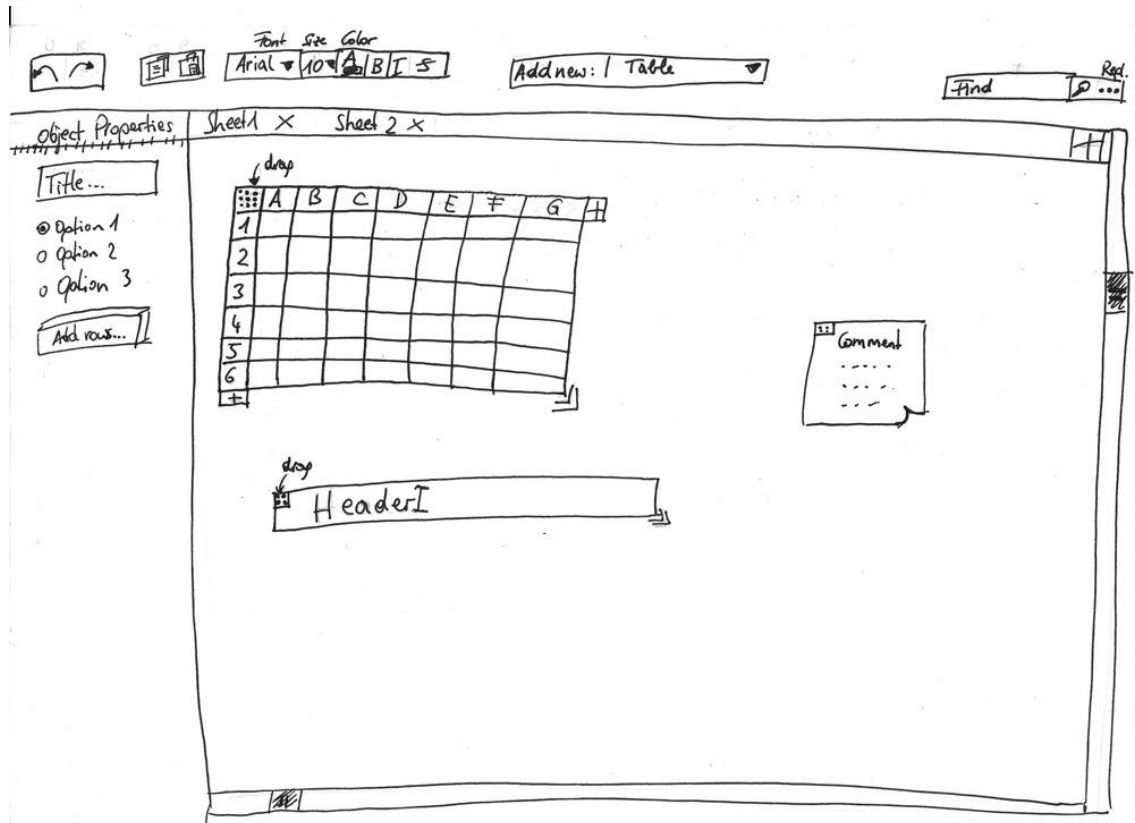 Font Size Color
Arial 10 A B I S
Add new: Table
Find
Rep.
Object Properties
Sheet1 X Sheet 2 X
+
Title...
Option 1
Option 2
Option 3
Add rows...
drag
A B C D E F G +
1
2
3
4
5
6
+
Comment
drag
HeaderI